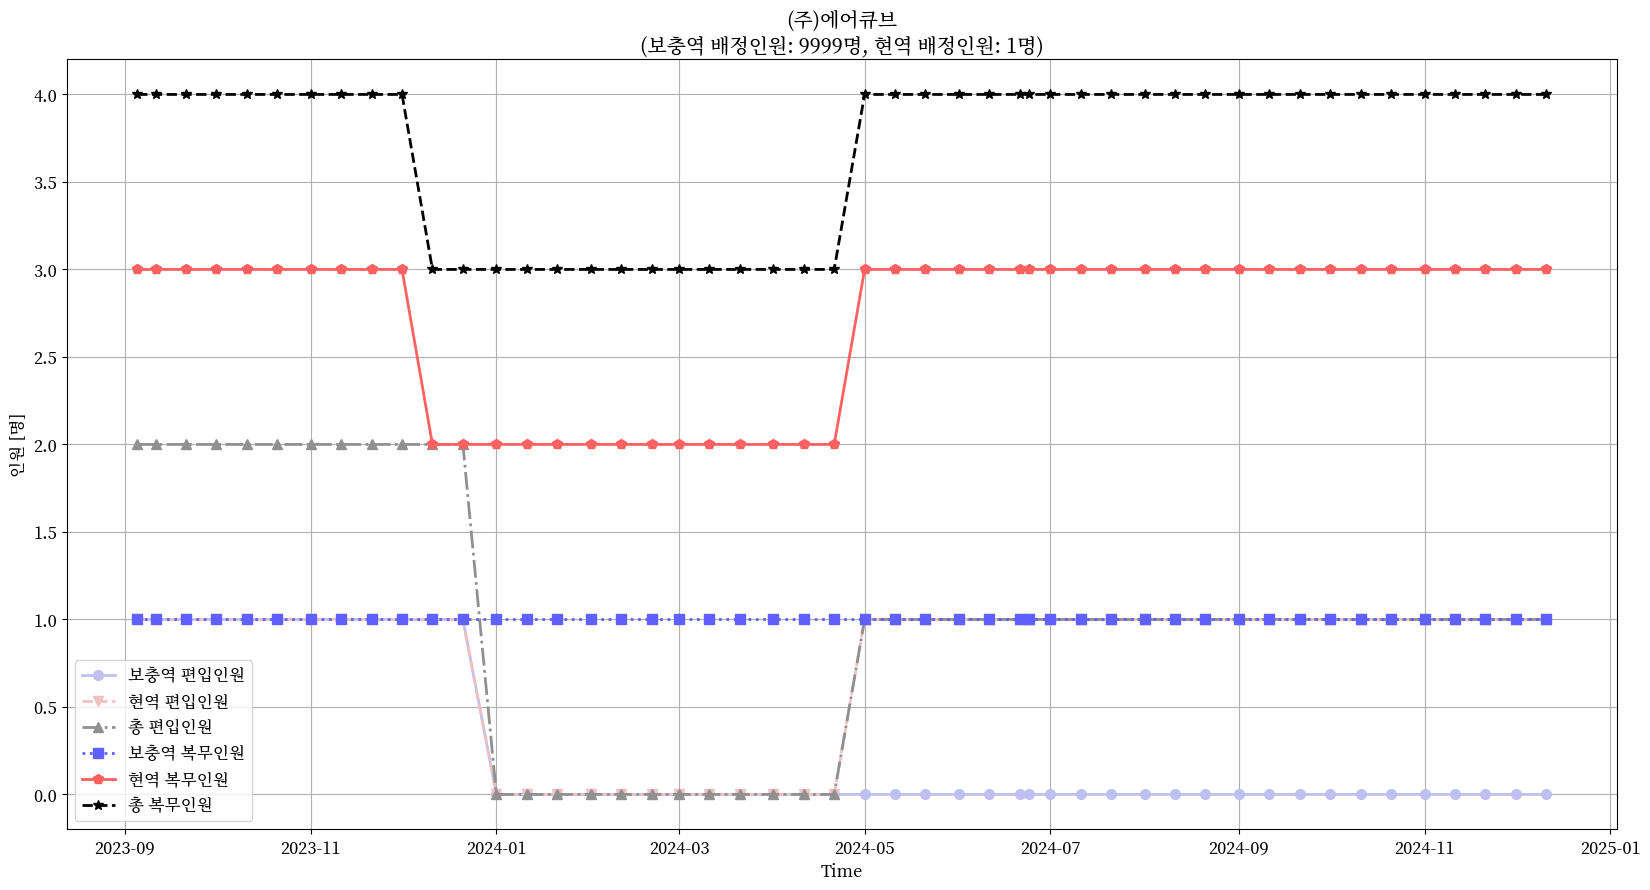 (주)에어큐브
(보충역 배정인원: 9999명, 현역 배정인원: 1명)
인원 [명]
4.0
3.5
3.0
2.5
2.0
1.5
1.0
0.5
0.0
보충역 편입인원
현역 편입인원
총 편입인원
보충역 복무인원
현역 복무인원
총 복무인원
2023-09
2023-11
2024-01
2024-03
2024-05
2024-07
2024-09
2024-11
2025-01
Time